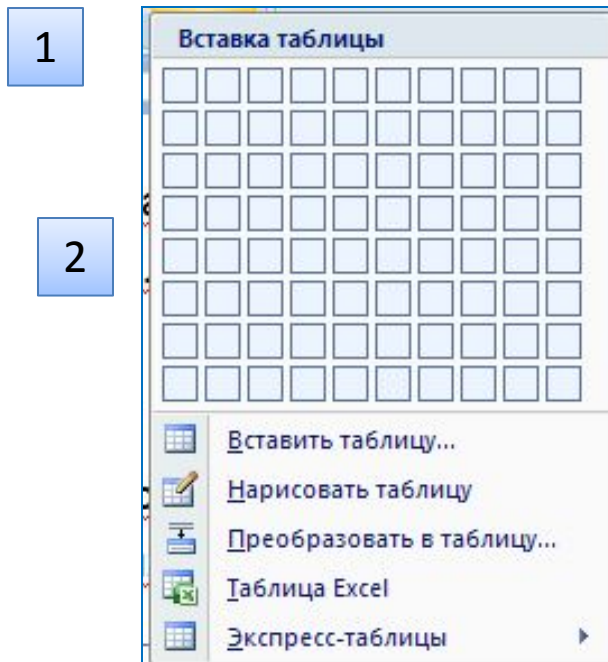 1
Вставка таблицы
2
Вставить таблицу...
Нарисовать таблицу
Преобразовать в таблицу...
Таблица Excel
Экспресс-таблицы